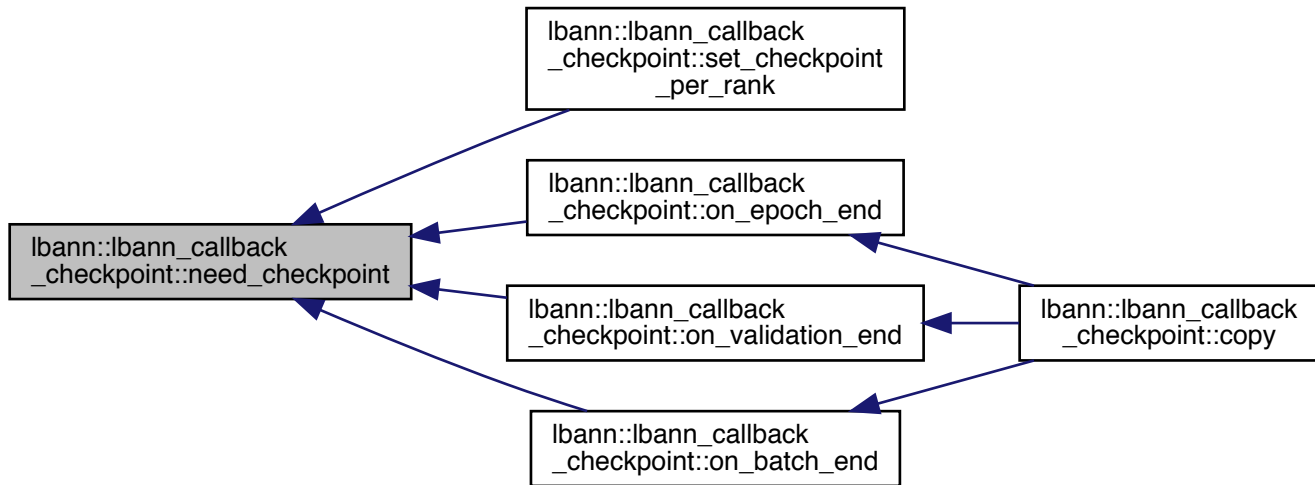 lbann::lbann_callback
_checkpoint::set_checkpoint
_per_rank
lbann::lbann_callback
_checkpoint::on_epoch_end
lbann::lbann_callback
_checkpoint::need_checkpoint
lbann::lbann_callback
_checkpoint::on_validation_end
lbann::lbann_callback
_checkpoint::copy
lbann::lbann_callback
_checkpoint::on_batch_end